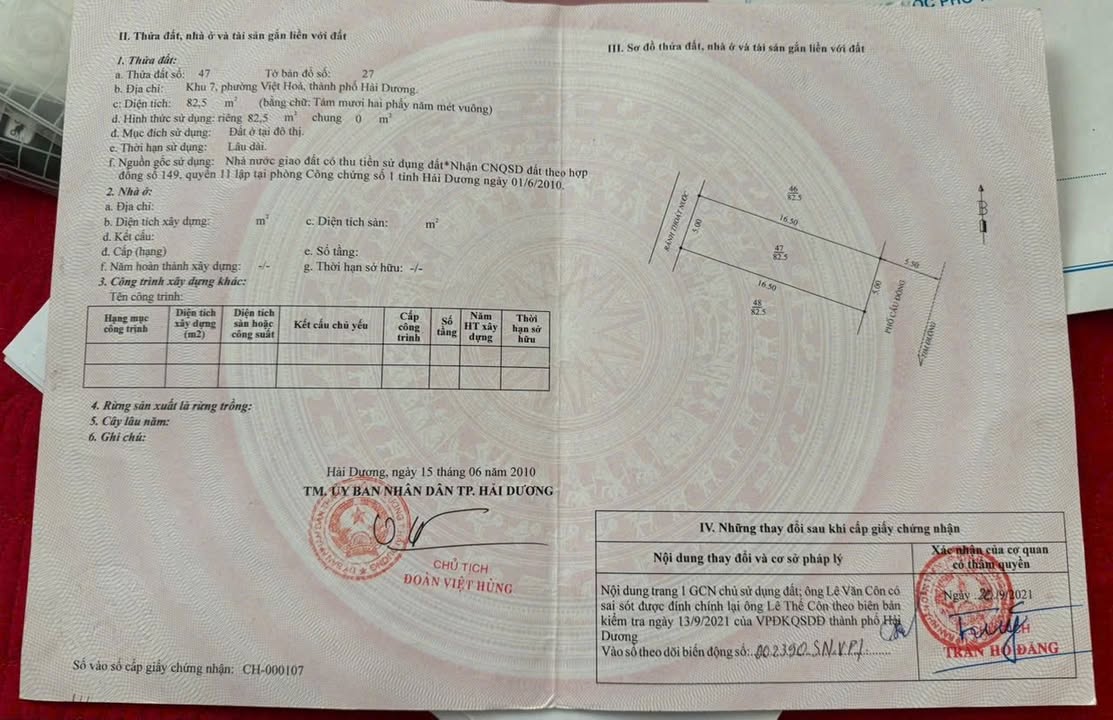 II. Thửa đất, nhà ở và tài sản gắn liền với đất
1. Thửa đất:
a. Thửa đất số: 47 Tờ bản đồ số: 27
b. Địa chỉ: Khu 7, phường Việt Hoà, thành phố Hải Dương.
c: Diện tích: 82,5 m² (bằng chữ: Tám mươi hai phẩy năm mét vuông)
d. Hình thức sử dụng: riêng 82,5 m² chung 0 m²
đ. Mục đích sử dụng: Đất ở tại đô thị.
e. Thời hạn sử dụng: Lâu dài.
f. Nguồn gốc sử dụng: Nhà nước giao đất có thu tiền sử dụng đất*Nhận CNQSD đất theo hợp
đồng số 149, quyển 11 lập tại phòng Công chứng số 1 tỉnh Hải Dương ngày 01/6/2010.
2. Nhà ở:
a. Địa chỉ:
b. Diện tích xây dựng: m² c. Diện tích sàn: m²
d. Kết cấu:
đ. Cấp (hạng) e. Số tầng:
f. Năm hoàn thành xây dựng: -/- g. Thời hạn sở hữu: -/-
3. Công trình xây dựng khác:
Tên công trình:
Hạng mục công trình Diện tích xây dựng (m2) Diện tích sàn hoặc công suất Kết cấu chủ yếu Cấp công trình Số tầng Năm HT xây dựng Thời hạn sở hữu
4. Rừng sản xuất là rừng trồng:
5. Cây lâu năm:
6. Ghi chú:
Hải Dương, ngày 15 tháng 06 năm 2010
TM. ỦY BAN NHÂN DÂN TP. HẢI DƯƠNG
CHỦ TỊCH
ĐOÀN VIỆT HÙNG
Số vào sổ cấp giấy chứng nhận: CH-000107
III. Sơ đồ thửa đất, nhà ở và tài sản gắn liền với đất
RÃNH THOÁT NƯỚC
46
82.5
5.00
16.50
47
82.5
16.50
48
82.5
5.50
5.00
PHỐ CẦU ĐỒNG
TIM ĐƯỜNG
B
IV. Những thay đổi sau khi cấp giấy chứng nhận
Nội dung thay đổi và cơ sở pháp lý
Xác nhận của cơ quan
có thẩm quyền
Nội dung trang 1 GCN chủ sử dụng đất; ông Lê Văn Côn có
sai sót được đính chính lại ông Lê Thế Côn theo biên bản
kiểm tra ngày 13/9/2021 của VPĐKQSDĐ thành phố Hải
Dương
Vào sổ theo dõi biến động số:..002390.SN.VP1.......
Ngày /9/2021
TRẦN HỒ ĐĂNG